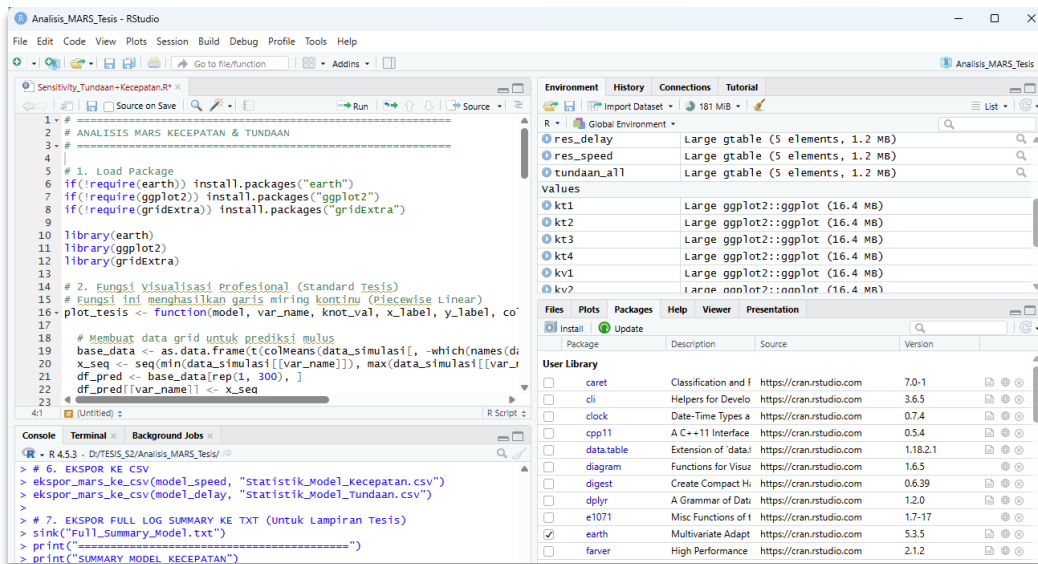 Analisis_MARS_Tesis - RStudio
File Edit Code View Plots Session Build Debug Profile Tools Help
Go to file/function Addins Analisis_MARS_Tesis
Sensitivity_Tundaan+Kecepatan.R*
Source on Save Run Source
1 # =====================================================
2 # ANALISIS MARS KECEPATAN & TUNDAAN
3 # =====================================================
4
5 # 1. Load Package
6 if(!require(earth)) install.packages("earth")
7 if(!require(ggplot2)) install.packages("ggplot2")
8 if(!require(gridExtra)) install.packages("gridExtra")
9
10 library(earth)
11 library(ggplot2)
12 library(gridExtra)
13
14 # 2. Fungsi Visualisasi Profesional (Standard Tesis)
15 # Fungsi ini menghasilkan garis miring kontinu (Piecewise Linear)
16 plot_tesis <- function(model, var_name, knot_val, x_label, y_label, co
17
18 # Membuat data grid untuk prediksi mulus
19 base_data <- as.data.frame(t(colMeans(data_simulasi[, -which(names(da
20 x_seq <- seq(min(data_simulasi[[var_name]]), max(data_simulasi[[var_n
21 df_pred <- base_data[rep(1, 300), ]
22 df_pred[[var_name]] <- x_seq
23
4:1 (Untitled) R Script
Console Terminal Background Jobs
R 4.5.3 · D:/TESIS_S2/Analisis_MARS_Tesis/
> # 6. EKSPOR KE CSV
> ekspor_mars_ke_csv(model_speed, "Statistik_Model_Kecepatan.csv")
> ekspor_mars_ke_csv(model_delay, "Statistik_Model_Tundaan.csv")
>
> # 7. EKSPOR FULL LOG SUMMARY KE TXT (Untuk Lampiran Tesis)
> sink("Full_Summary_Model.txt")
> print("=========================================")
> print("SUMMARY MODEL KECEPATAN")
Environment History Connections Tutorial
Import Dataset 181 MiB List
R Global Environment
res_delay Large gtable (5 elements, 1.2 MB)
res_speed Large gtable (5 elements, 1.2 MB)
tundaan_all Large gtable (5 elements, 1.2 MB)
Values
kt1 Large ggplot2::ggplot (16.4 MB)
kt2 Large ggplot2::ggplot (16.4 MB)
kt3 Large ggplot2::ggplot (16.4 MB)
kt4 Large ggplot2::ggplot (16.4 MB)
kv1 Large ggplot2::ggplot (16.4 MB)
kv2 Large ggplot2::ggplot (16.4 MB)
Files Plots Packages Help Viewer Presentation
Install Update
Package Description Source Version
User Library
caret Classification and F https://cran.rstudio.com 7.0-1
cli Helpers for Develo https://cran.rstudio.com 3.6.5
clock Date-Time Types a https://cran.rstudio.com 0.7.4
cpp11 A C++11 Interface https://cran.rstudio.com 0.5.4
data.table Extension of `data.f https://cran.rstudio.com 1.18.2.1
diagram Functions for Visua https://cran.rstudio.com 1.6.5
digest Create Compact Ha https://cran.rstudio.com 0.6.39
dplyr A Grammar of Data https://cran.rstudio.com 1.2.0
e1071 Misc Functions of t https://cran.rstudio.com 1.7-17
earth Multivariate Adapt https://cran.rstudio.com 5.3.5
farver High Performance https://cran.rstudio.com 2.1.2